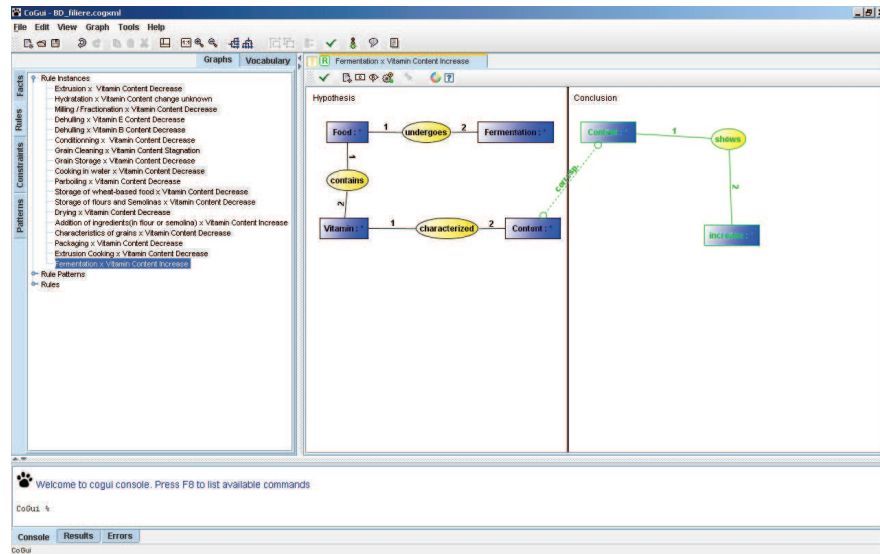 CoGui - BD_filiere.cogxml
File Edit View Graph Tools Help
Graphs Vocabulary
Facts
Rules
Constraints
Patterns
Rule Instances
Extrusion x Vitamin Content Decrease
Hydratation x Vitamin Content change unknown
Milling / Fractionation x Vitamin Content Decrease
Dehulling x Vitamin E Content Decrease
Dehulling x Vitamin B Content Decrease
Conditionning x Vitamin Content Decrease
Grain Cleaning x Vitamin Content Stagnation
Grain Storage x Vitamin Content Decrease
Cooking in water x Vitamin Content Decrease
Parboiling x Vitamin Content Decrease
Storage of wheat-based food x Vitamin Content Decrease
Storage of flours and Semolinas x Vitamin Content Decrease
Drying x Vitamin Content Decrease
Addition of ingredients(in flour or semolina) x Vitamin Content Increase
Characteristics of grains x Vitamin Content Decrease
Packaging x Vitamin Content Decrease
Extrusion Cooking x Vitamin Content Decrease
Fermentation x Vitamin Content Increase
Rule Patterns
Rules
R Fermentation x Vitamin Content Increase
Hypothesis
Conclusion
Food : * 1 undergoes 2 Fermentation : *
1
contains
2
Vitamin : * 1 characterized 2 Content : *
Content : * 1 shows
2
increase : *
Welcome to cogui console. Press F8 to list available commands
CoGui %
Console Results Errors
CoGui